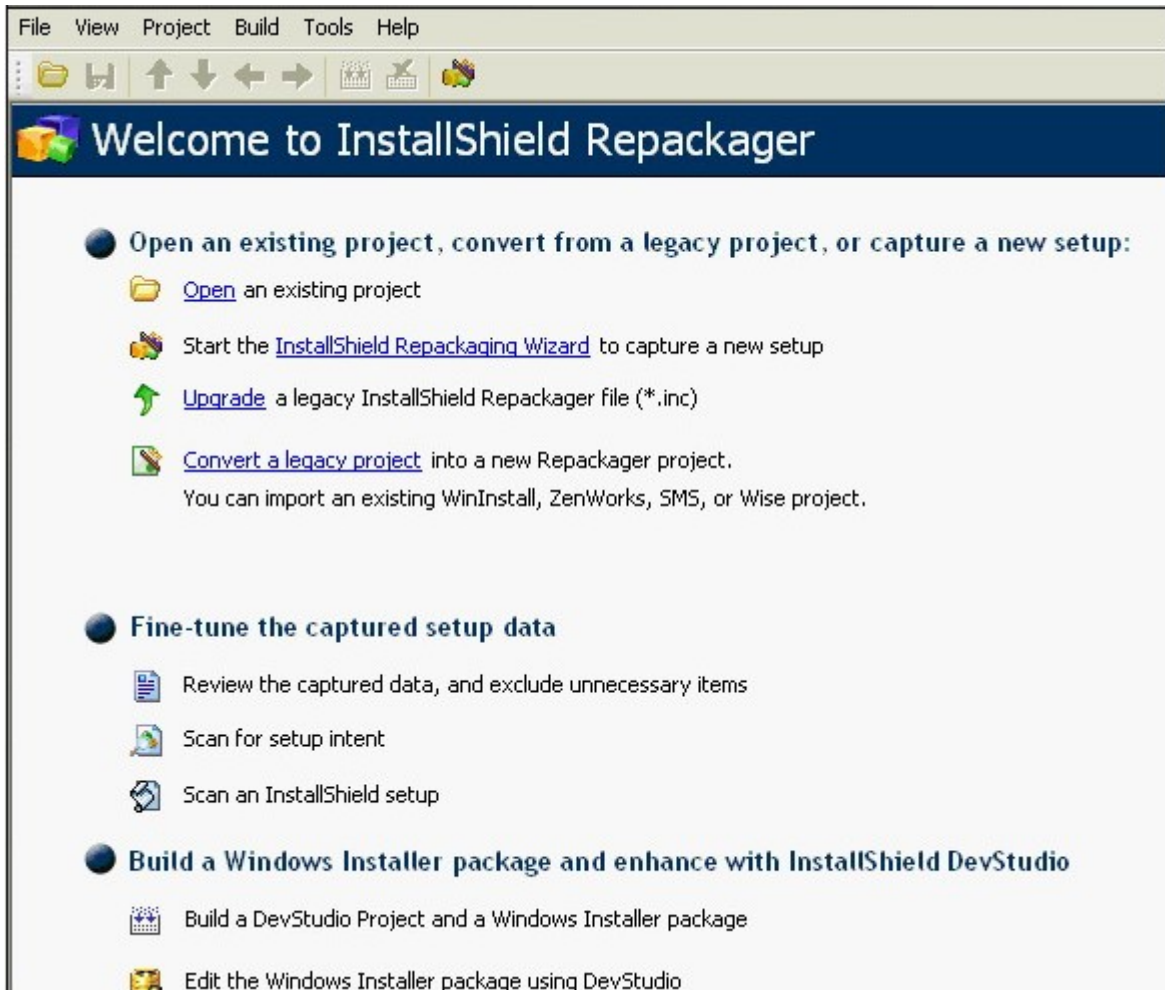 File View Project Build Tools Help
Welcome to InstallShield Repackager
Open an existing project, convert from a legacy project, or capture a new setup:
Open an existing project
Start the InstallShield Repackaging Wizard to capture a new setup
Upgrade a legacy InstallShield Repackager file (*.inc)
Convert a legacy project into a new Repackager project.
You can import an existing WinInstall, ZenWorks, SMS, or Wise project.
Fine-tune the captured setup data
Review the captured data, and exclude unnecessary items
Scan for setup intent
Scan an InstallShield setup
Build a Windows Installer package and enhance with InstallShield DevStudio
Build a DevStudio Project and a Windows Installer package
Edit the Windows Installer package using DevStudio